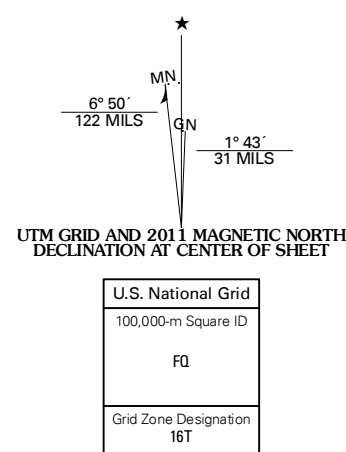 ★
MN
6° 50´
122 MILS
GN
1° 43´
31 MILS
UTM GRID AND 2011 MAGNETIC NORTH
DECLINATION AT CENTER OF SHEET
U.S. National Grid
100,000-m Square ID
FQ
Grid Zone Designation
16T